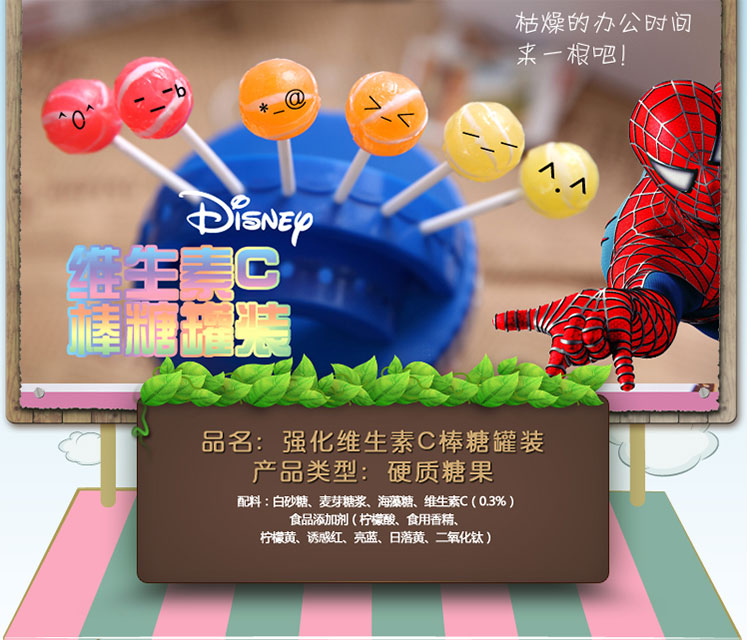 枯燥的办公时间
来一根吧！
DISNEY
维生素C
棒糖罐装
品名：强化维生素C棒糖罐装
产品类型：硬质糖果
配料：白砂糖、麦芽糖浆、海藻糖、维生素C（0.3%）
食品添加剂（柠檬酸、食用香精、
柠檬黄、诱惑红、亮蓝、日落黄、二氧化钛）